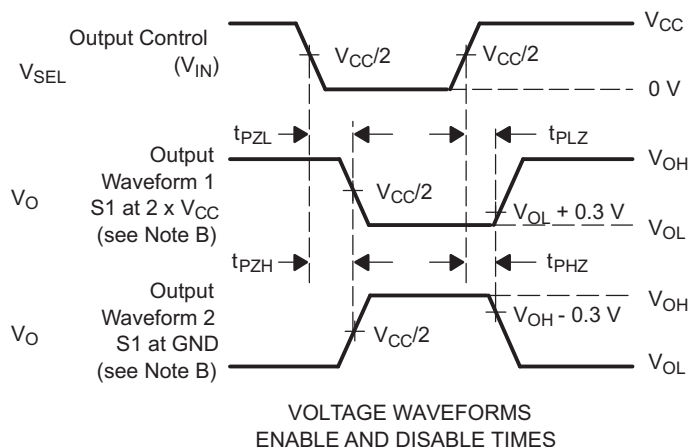 Output Control
(VIN)
VSEL
VCC/2
VCC/2
VCC
0 V
tPZL
tPLZ
Output
Waveform 1
S1 at 2 x VCC
(see Note B)
VO
VCC/2
VOH
VOL + 0.3 V
VOL
tPZH
tPHZ
Output
Waveform 2
S1 at GND
(see Note B)
VO
VCC/2
VOH
VOH - 0.3 V
VOL
VOLTAGE WAVEFORMS
ENABLE AND DISABLE TIMES